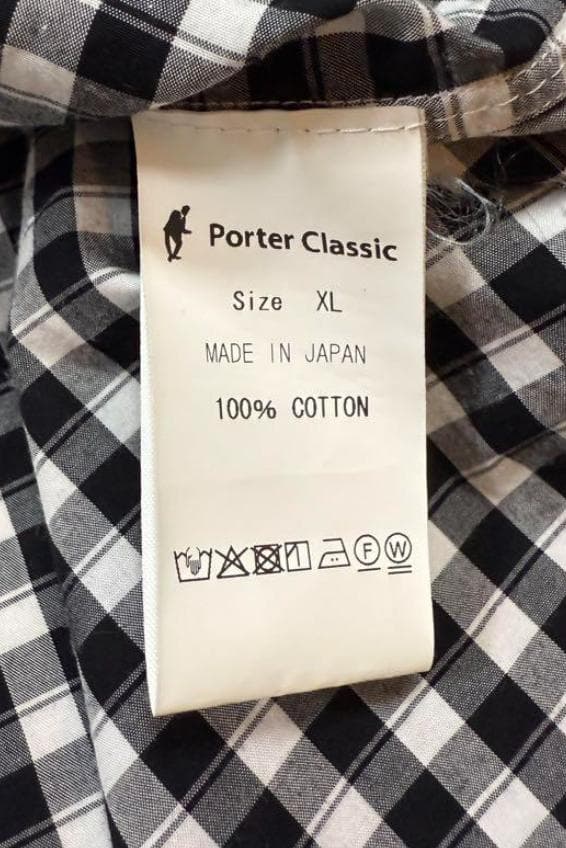 Porter Classic
Size XL
MADE IN JAPAN
100% COTTON
F W